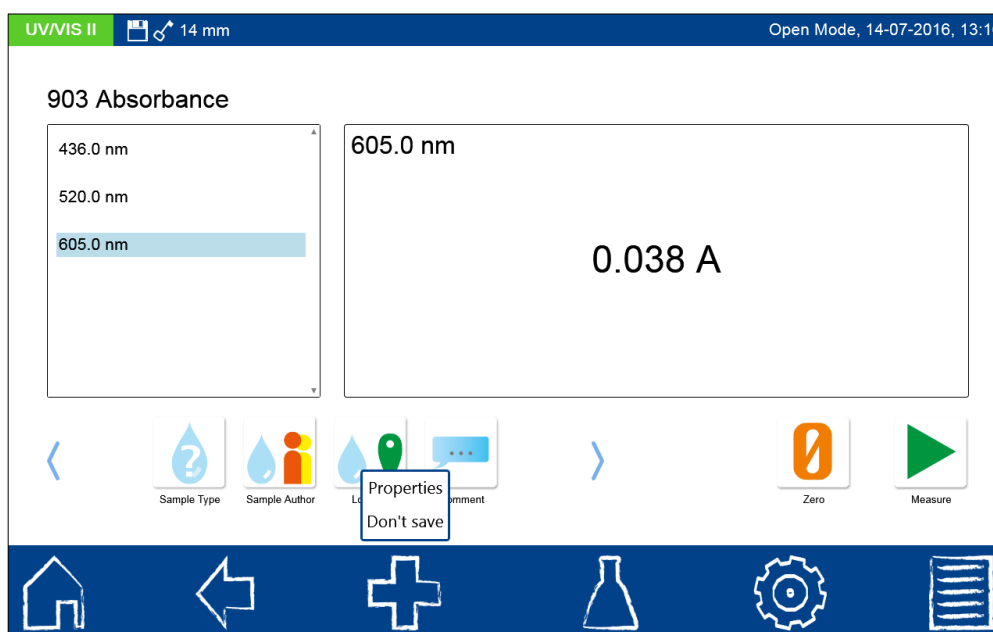 UV/VIS II
14 mm
Open Mode, 14-07-2016, 13:1
903 Absorbance
436.0 nm
520.0 nm
605.0 nm
605.0 nm
0.038 A
?
0
Sample Type
Sample Author
Zero
Measure
Properties
Don't save